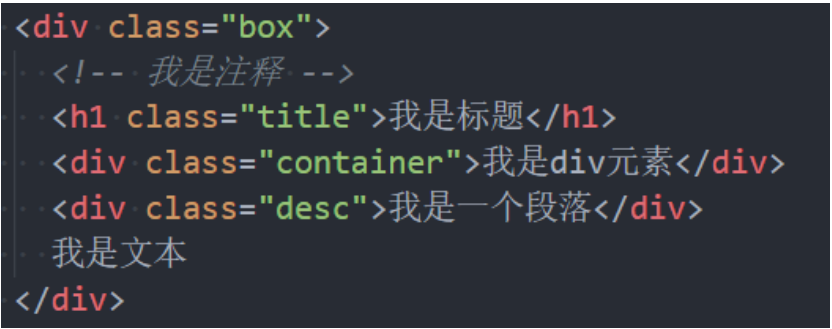 <div class="box">
<!-- 我是注释 -->
<h1 class="title">我是标题</h1>
<div class="container">我是div元素</div>
<div class="desc">我是一个段落</div>
我是文本
</div>